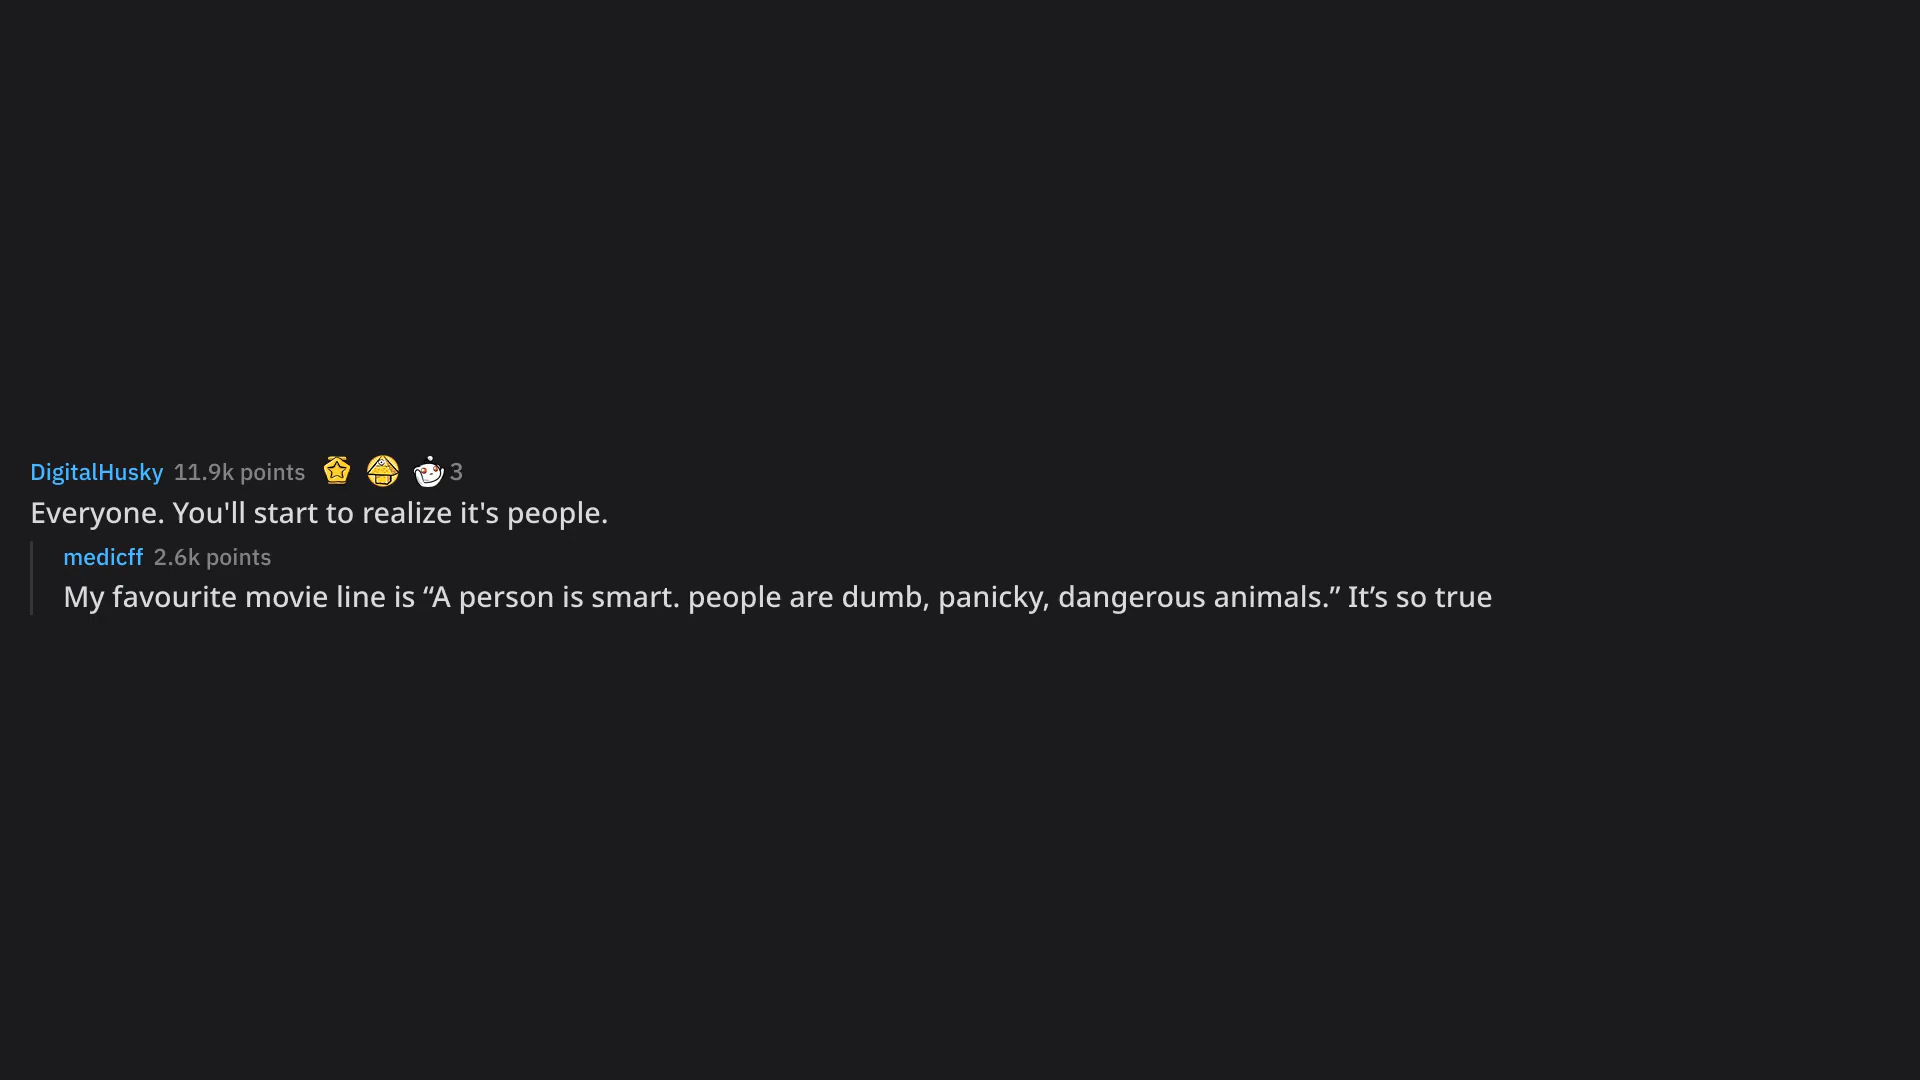 DigitalHusky 11.9k points 3
Everyone. You'll start to realize it's people.
medicff 2.6k points
My favourite movie line is “A person is smart. people are dumb, panicky, dangerous animals.” It’s so true